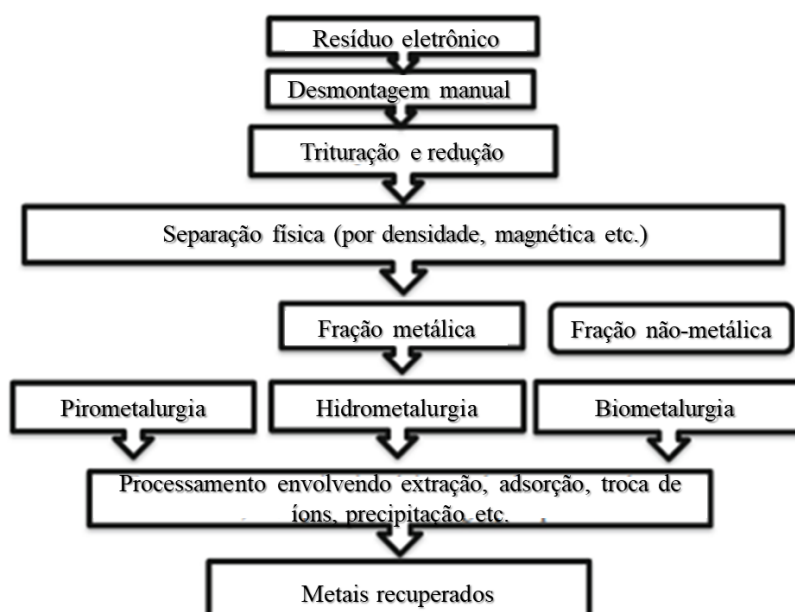 Resíduo eletrônico
Desmontagem manual
Trituração e redução
Separação física (por densidade, magnética etc.)
Fração metálica
Fração não-metálica
Pirometalurgia
Hidrometalurgia
Biometalurgia
Processamento envolvendo extração, adsorção, troca de
íons, precipitação etc.
Metais recuperados